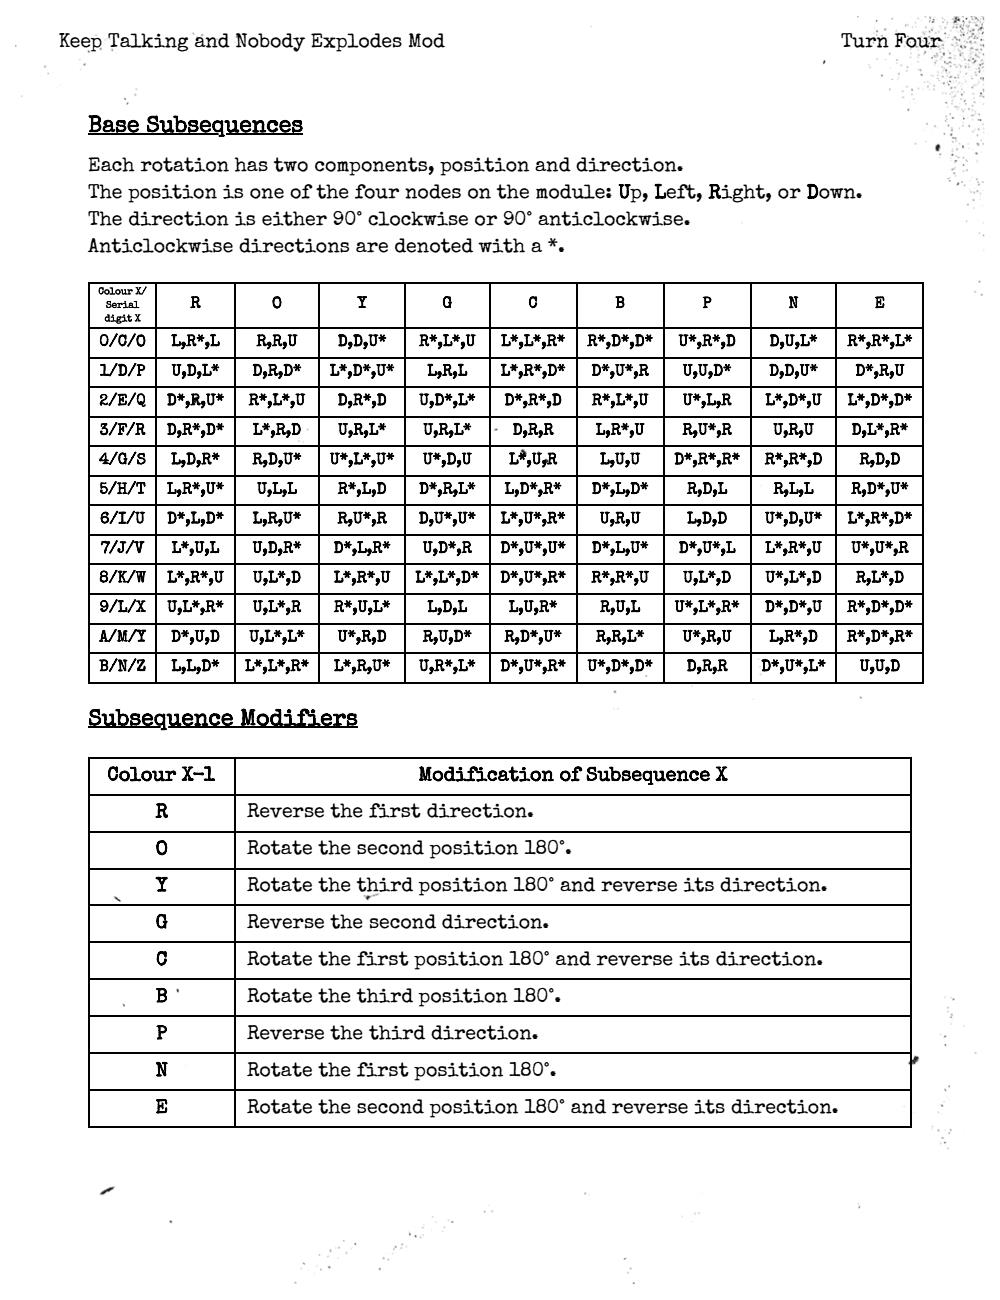 Keep Talking and Nobody Explodes Mod Turn Four
Base Subsequences
Each rotation has two components, position and direction.
The position is one of the four nodes on the module: Up, Left, Right, or Down.
The direction is either 90° clockwise or 90° anticlockwise.
Anticlockwise directions are denoted with a *.
Colour X/
Serial
digit X R O Y G C B P N E
0/C/O L,R*,L R,R,U D,D,U* R*,L*,U L*,L*,R* R*,D*,D* U*,R*,D D,U,L* R*,R*,L*
1/D/P U,D,L* D,R,D* L*,D*,U* L,R,L L*,R*,D* D*,U*,R U,U,D* D,D,U* D*,R,U
2/E/Q D*,R,U* R*,L*,U D,R*,D U,D*,L* D*,R*,D R*,L*,U U*,L,R L*,D*,U L*,D*,D*
3/F/R D,R*,D* L*,R,D U,R,L* U,R,L* D,R,R L,R*,U R,U*,R U,R,U D,L*,R*
4/G/S L,D,R* R,D,U* U*,L*,U* U*,D,U L*,U,R L,U,U D*,R*,R* R*,R*,D R,D,D
5/H/T L,R*,U* U,L,L R*,L,D D*,R,L* L,D*,R* D*,L,D* R,D,L R,L,L R,D*,U*
6/I/U D*,L,D* L,R,U* R,U*,R D,U*,U* L*,U*,R* U,R,U L,D,D U*,D,U* L*,R*,D*
7/J/V L*,U,L U,D,R* D*,L,R* U,D*,R D*,U*,U* D*,L,U* D*,U*,L L*,R*,U U*,U*,R
8/K/W L*,R*,U U,L*,D L*,R*,U L*,L*,D* D*,U*,R* R*,R*,U U,L*,D U*,L*,D R,L*,D
9/L/X U,L*,R* U,L*,R R*,U,L* L,D,L L,U,R* R,U,L U*,L*,R* D*,D*,U R*,D*,D*
A/M/Y D*,U,D U,L*,L* U*,R,D R,U,D* R,D*,U* R,R,L* U*,R,U L,R*,D R*,D*,R*
B/N/Z L,L,D* L*,L*,R* L*,R,U* U,R*,L* D*,U*,R* U*,D*,D* D,R,R D*,U*,L* U,U,D
Subsequence Modifiers
Colour X-1 Modification of Subsequence X
R Reverse the first direction.
O Rotate the second position 180°.
Y Rotate the third position 180° and reverse its direction.
G Reverse the second direction.
C Rotate the first position 180° and reverse its direction.
B Rotate the third position 180°.
P Reverse the third direction.
N Rotate the first position 180°.
E Rotate the second position 180° and reverse its direction.